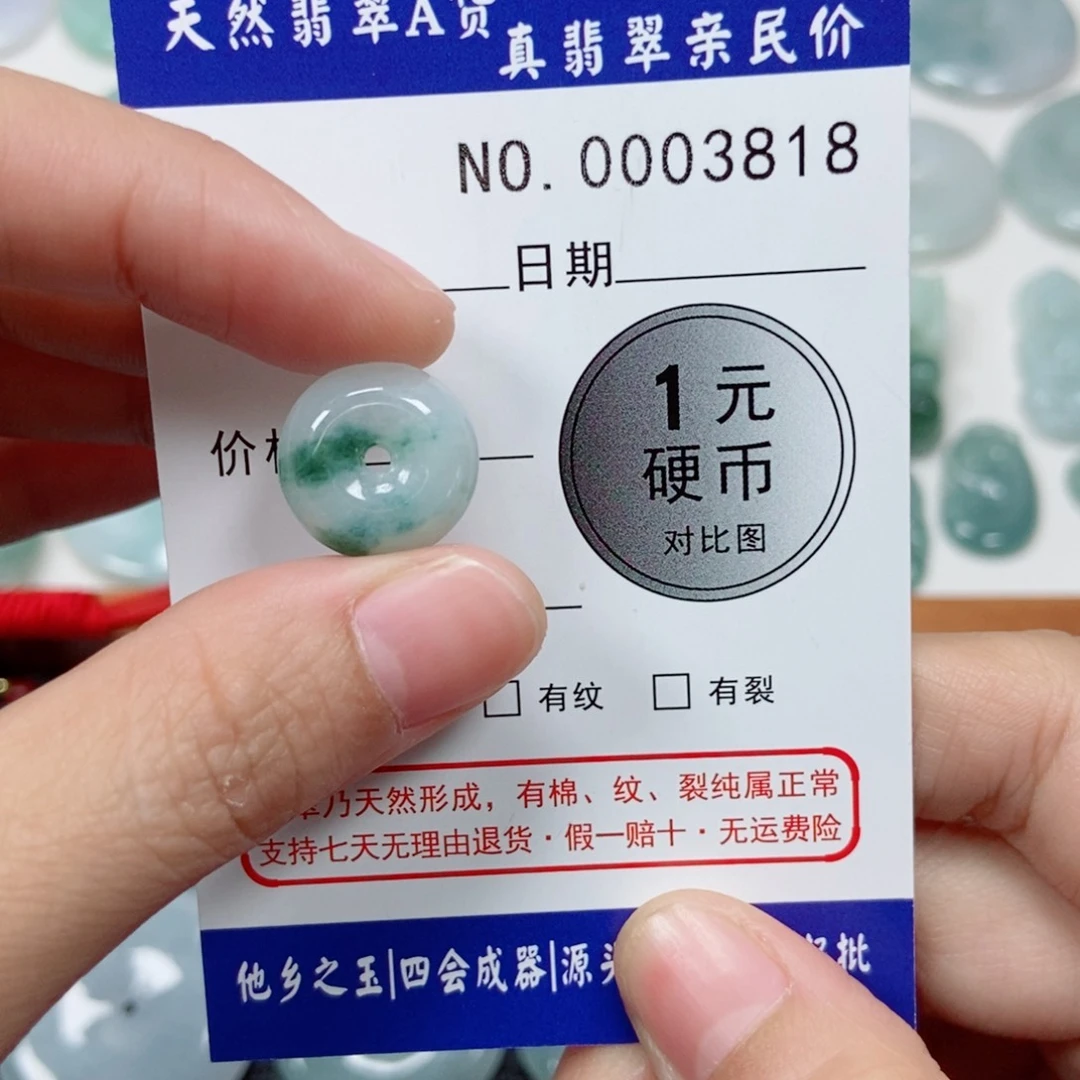 天然翡翠A货
真翡翠亲民价
NO.0003818
日期
价
1元
硬币
对比图
有纹
有裂
翠乃天然形成，有棉、纹、裂纯属正常
支持七天无理由退货·假一赔十·无运费险
他乡之玉|四会成器|源
批